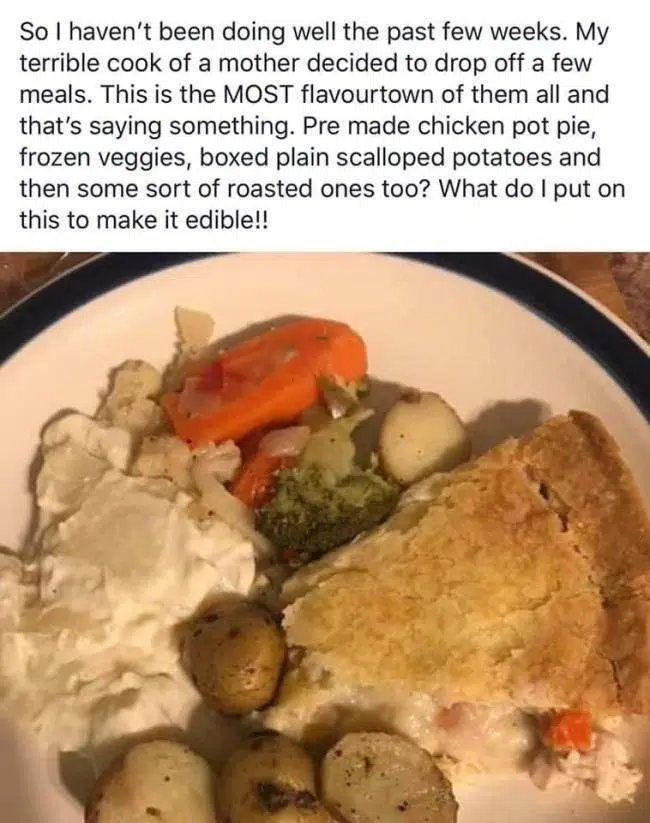 So I haven't been doing well the past few weeks. My
terrible cook of a mother decided to drop off a few
meals. This is the MOST flavourtown of them all and
that's saying something. Pre made chicken pot pie,
frozen veggies, boxed plain scalloped potatoes and
then some sort of roasted ones too? What do I put on
this to make it edible!!